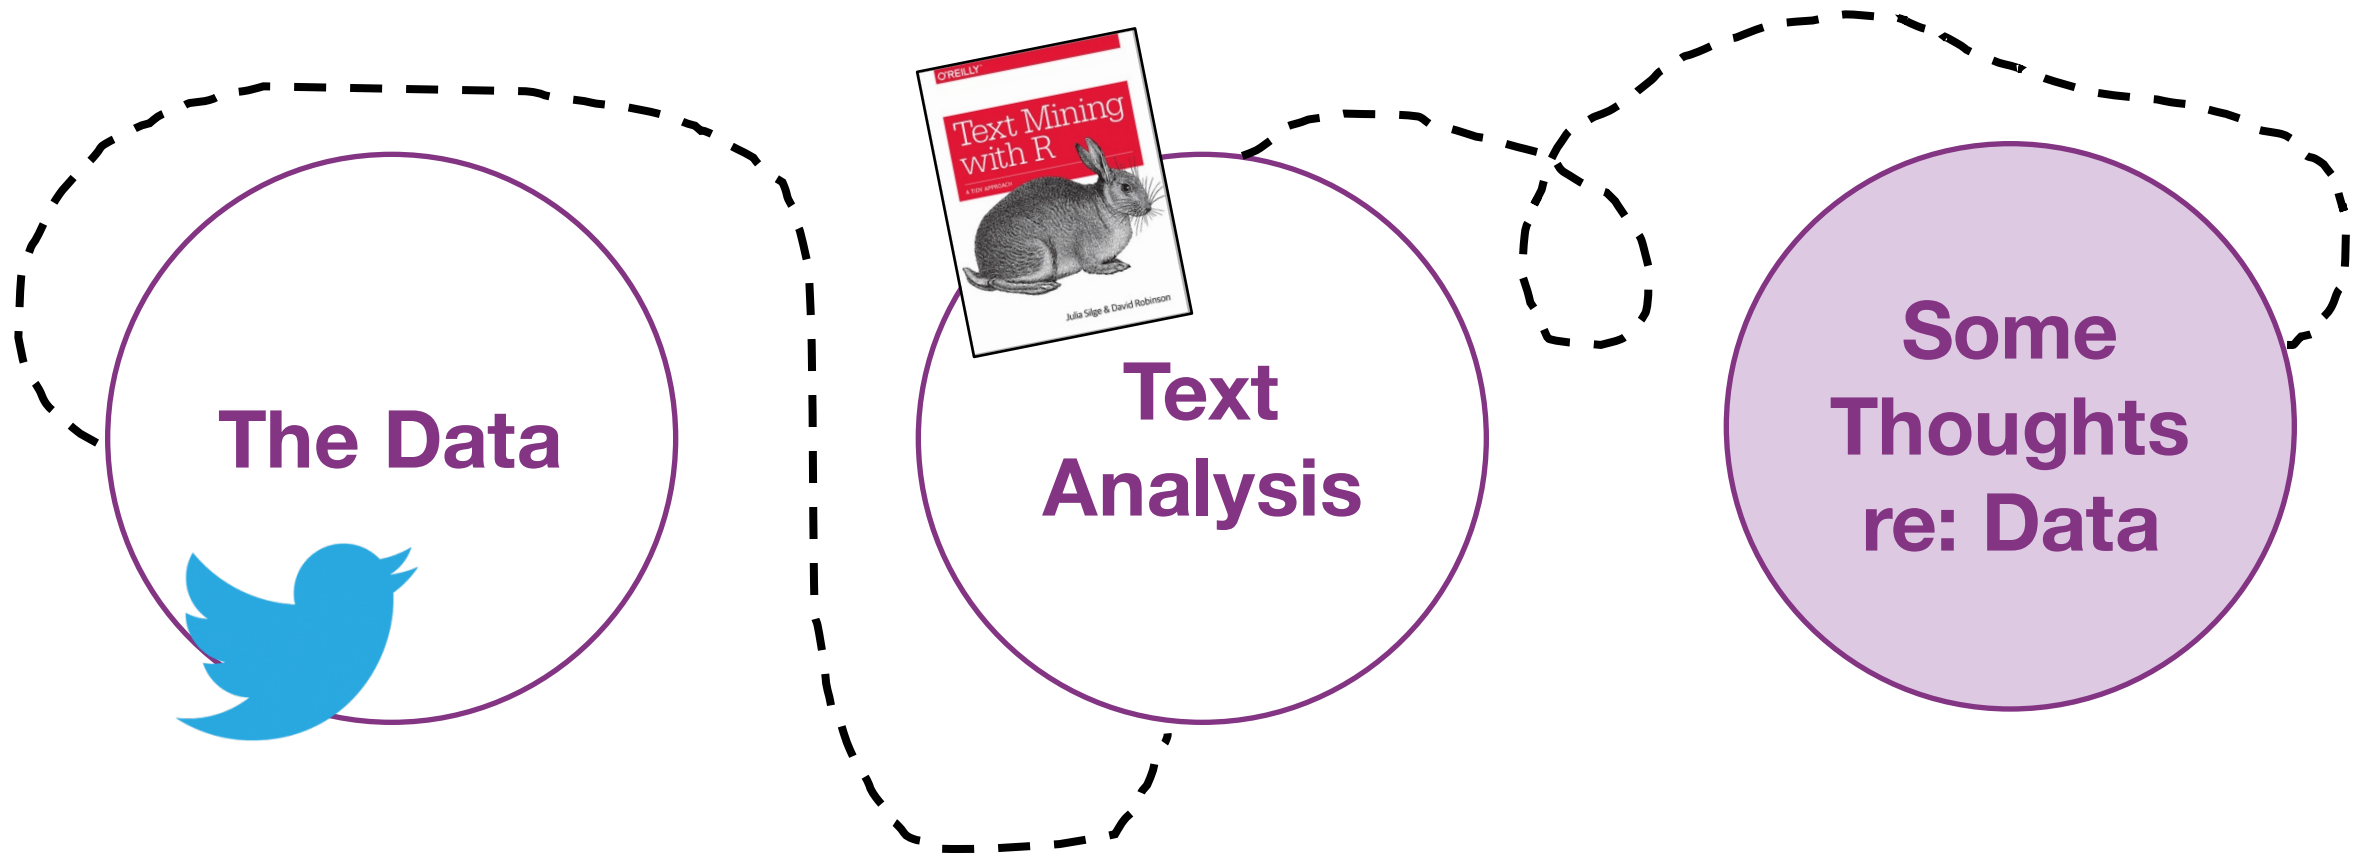 The Data
O'REILLY
Text Mining
with R
A TIDY APPROACH
Julia Silge & David Robinson
Text
Analysis
Some
Thoughts
re: Data